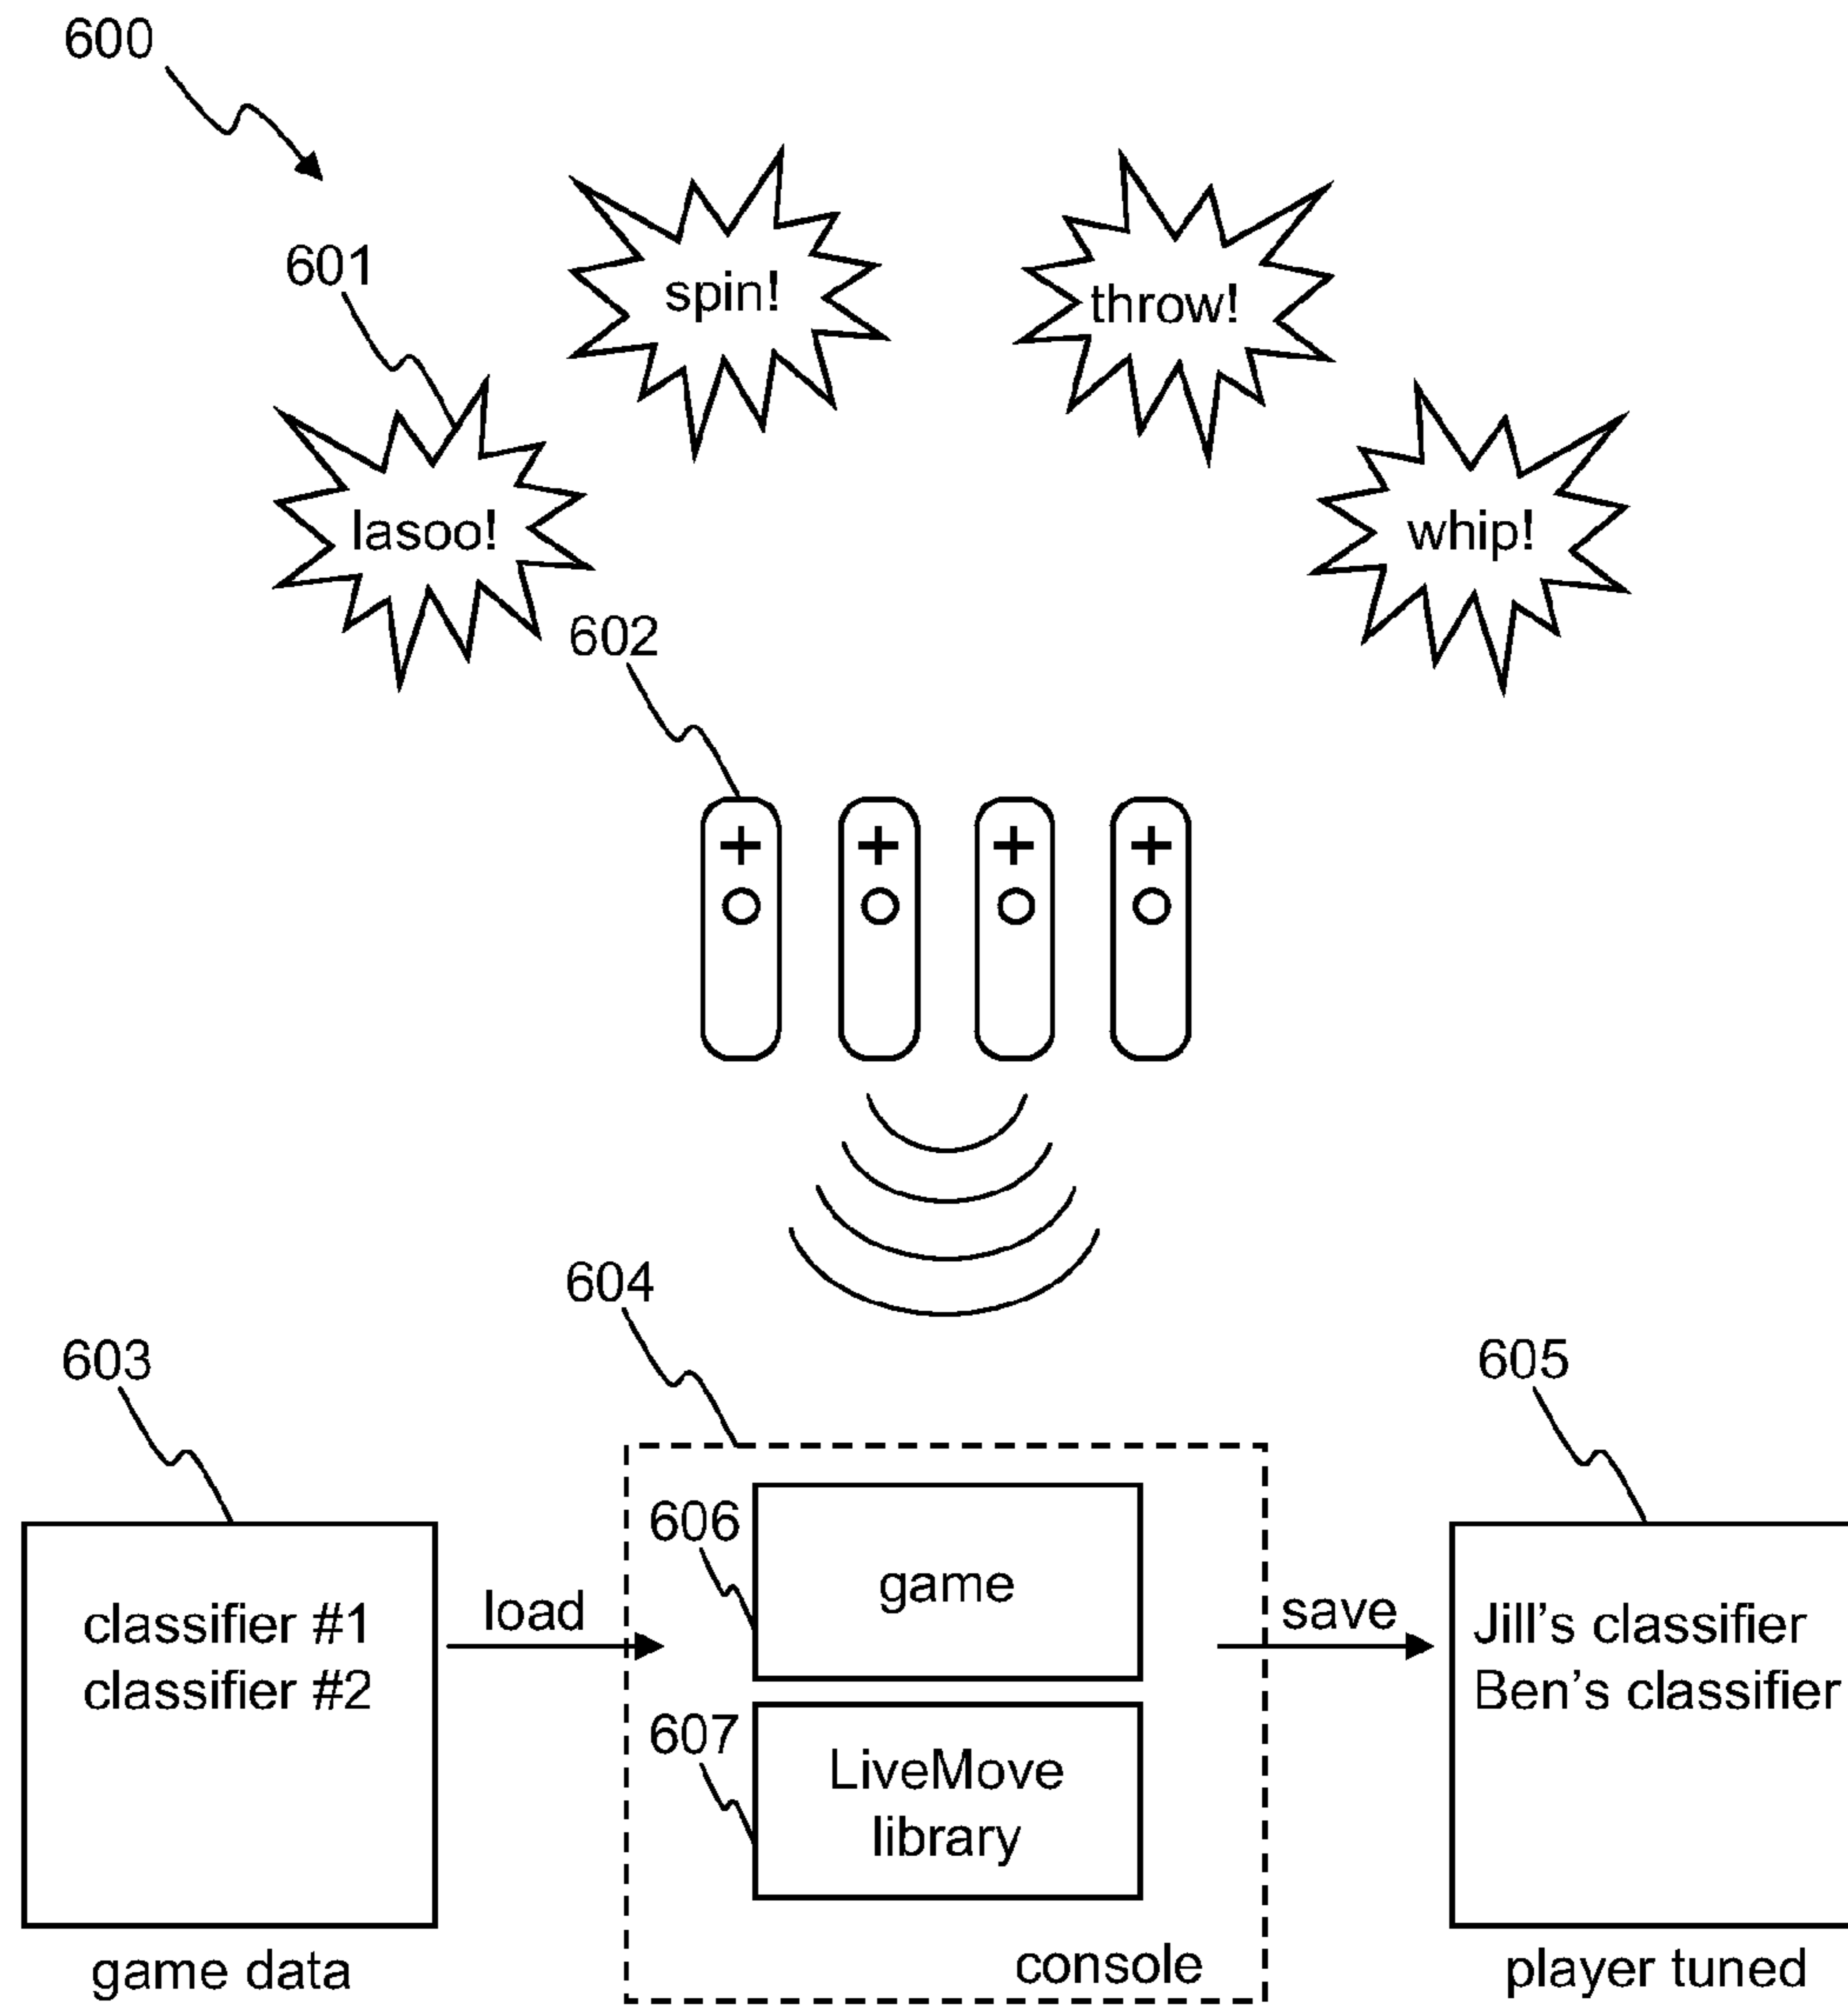 600
601
spin!
throw!
lasoo!
whip!
602
604
603
605
606
game
classifier #1
classifier #2
load
save
Jill's classifier
Ben's classifier
607
LiveMove
library
console
game data
player tuned